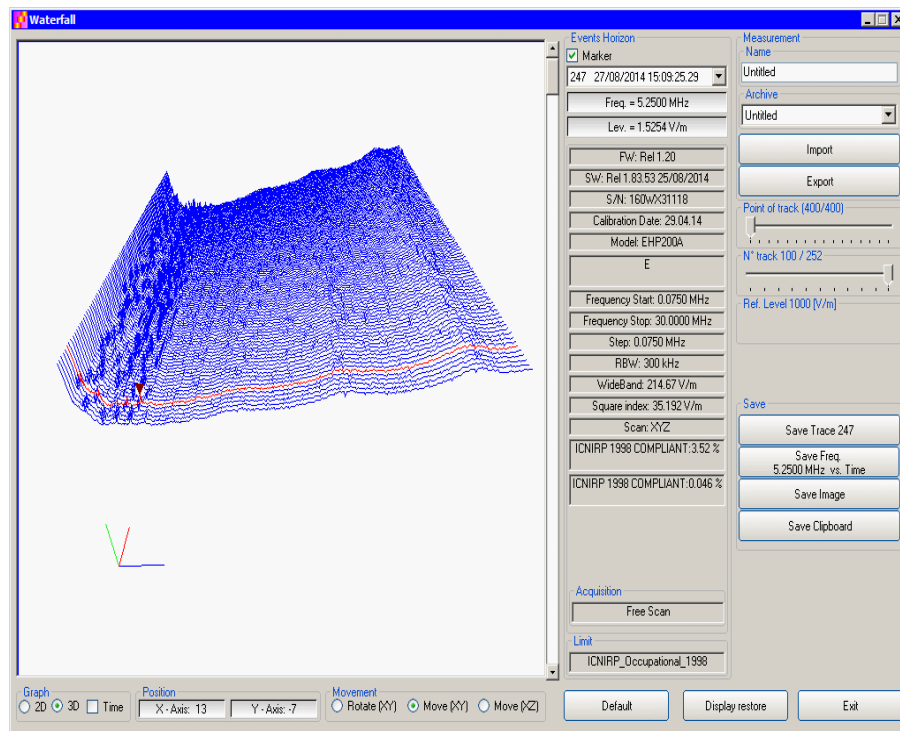 Waterfall
Events Horizon
Marker
247 27/08/2014 15:09:25.29
Freq. = 5.2500 MHz
Lev. = 1.5254 V/m
FW: Rel 1.20
SW: Rel 1.83.53 25/08/2014
S/N: 160WX31118
Calibration Date: 29.04.14
Model: EHP200A
E
Frequency Start: 0.0750 MHz
Frequency Stop: 30.0000 MHz
Step: 0.0750 MHz
RBW: 300 kHz
WideBand: 214.67 V/m
Square index: 35.192 V/m
Scan: XYZ
ICNIRP 1998 COMPLIANT:3.52 %
ICNIRP 1998 COMPLIANT:0.046 %
Acquisition
Free Scan
Limit
ICNIRP_Occupational_1998
Measurement
Name
Untitled
Archive
Untitled
Import
Export
Point of track (400/400)
N° track 100 / 252
Ref. Level 1000 [V/m]
Save
Save Trace 247
Save Freq.
5.2500 MHz vs. Time
Save Image
Save Clipboard
Graph
2D 3D Time
Position
X - Axis: 13 Y - Axis: -7
Movement
Rotate (XY) Move (XY) Move (XZ)
Default
Display restore
Exit